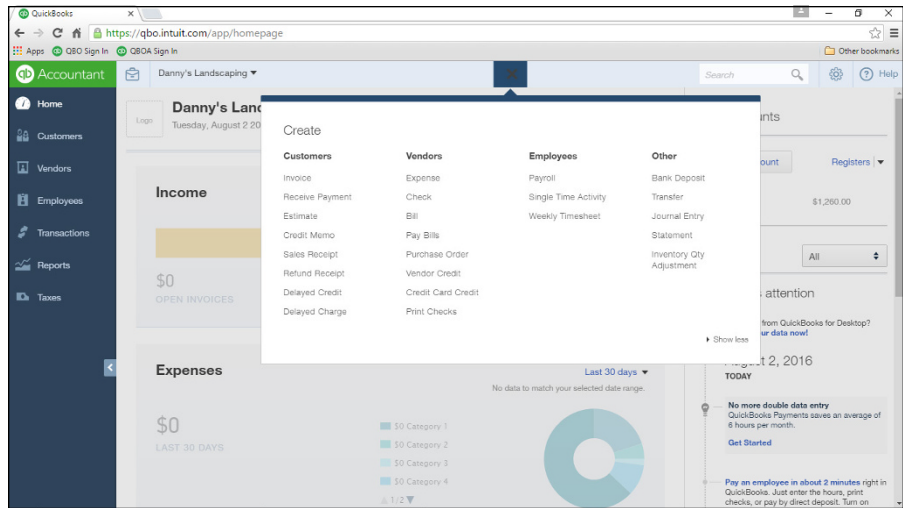 QuickBooks
https://qbo.intuit.com/app/homepage
Apps QBO Sign In QBOA Sign In Other bookmarks
qb Accountant Danny's Landscaping Search Help
Home
Customers
Vendors
Employees
Transactions
Reports
Taxes
Logo
Danny's Land
Tuesday, August 2 20
Income
$0
OPEN INVOICES
Create
Customers
Invoice
Receive Payment
Estimate
Credit Memo
Sales Receipt
Refund Receipt
Delayed Credit
Delayed Charge
Vendors
Expense
Check
Bill
Pay Bills
Purchase Order
Vendor Credit
Credit Card Credit
Print Checks
Employees
Payroll
Single Time Activity
Weekly Timesheet
Other
Bank Deposit
Transfer
Journal Entry
Statement
Inventory Qty
Adjustment
Show less
Expenses
Last 30 days
No data to match your selected date range.
$0
LAST 30 DAYS
$0 Category 1
$0 Category 2
$0 Category 3
$0 Category 4
1/2
unts
ount Registers
$1,260.00
All
attention
from QuickBooks for Desktop?
ur data now!
t 2, 2016
TODAY
No more double data entry
QuickBooks Payments saves an average of
6 hours per month.
Get Started
Pay an employee in about 2 minutes right in
QuickBooks. Just enter the hours, print
checks, or pay by direct deposit. Turn on